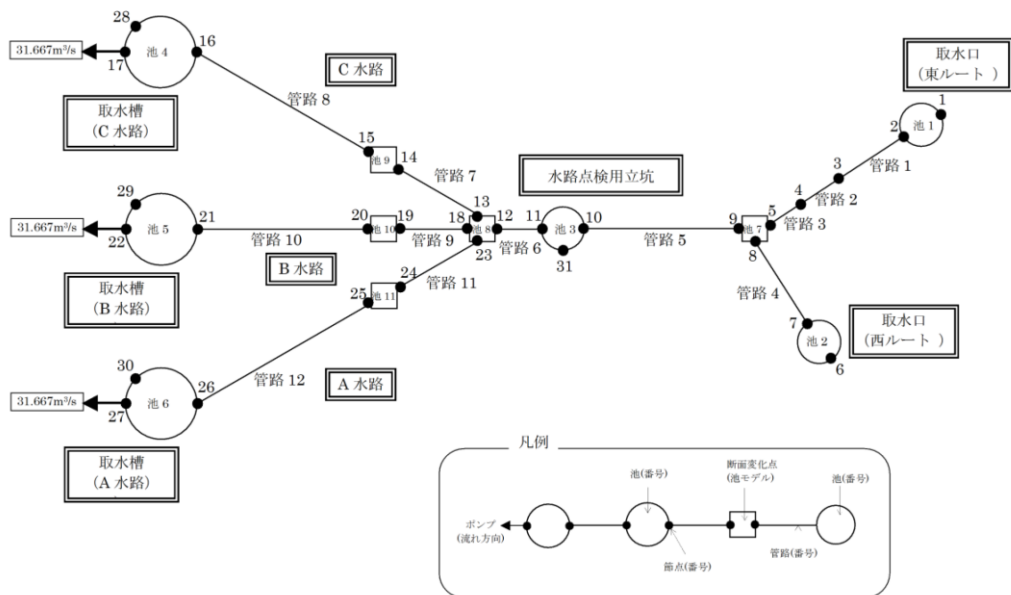 28
16
31.667m³/s
池 4
17
C 水路
取水口
(東ルート )
取水槽
(C 水路)
管路 8
1
2
池 1
15
池 9
14
3
管路 1
水路点検用立坑
管路 7
4
管路 2
29
13
5
管路 3
31.667m³/s
池 5
21
20
池 10
19
18
池 8
12
11
池 3
10
9
池 7
22
管路 10
管路 9
管路 6
管路 5
8
23
31
取水槽
(B 水路)
B 水路
24
管路 11
管路 4
25
池 11
7
取水口
(西ルート )
池 2
30
26
管路 12
A 水路
6
31.667m³/s
池 6
27
取水槽
(A 水路)
凡例
池(番号)
断面変化点
(池モデル)
池(番号)
ポンプ
(流れ方向)
節点(番号)
管路(番号)